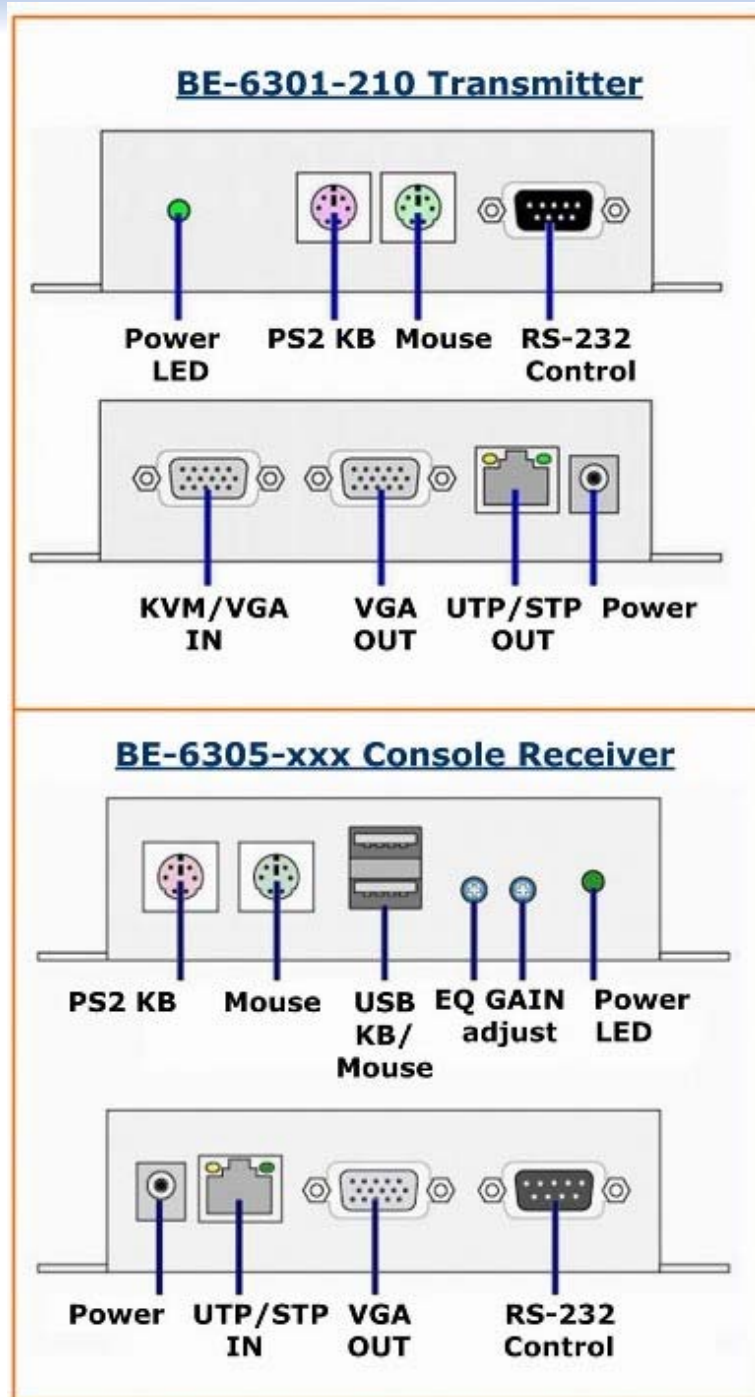 BE-6301-210 Transmitter
Power LED
PS2 KB
Mouse
RS-232 Control
KVM/VGA IN
VGA OUT
UTP/STP OUT
Power
BE-6305-xxx Console Receiver
PS2 KB
Mouse
USB KB/ Mouse
EQ GAIN adjust
Power LED
Power
UTP/STP IN
VGA OUT
RS-232 Control